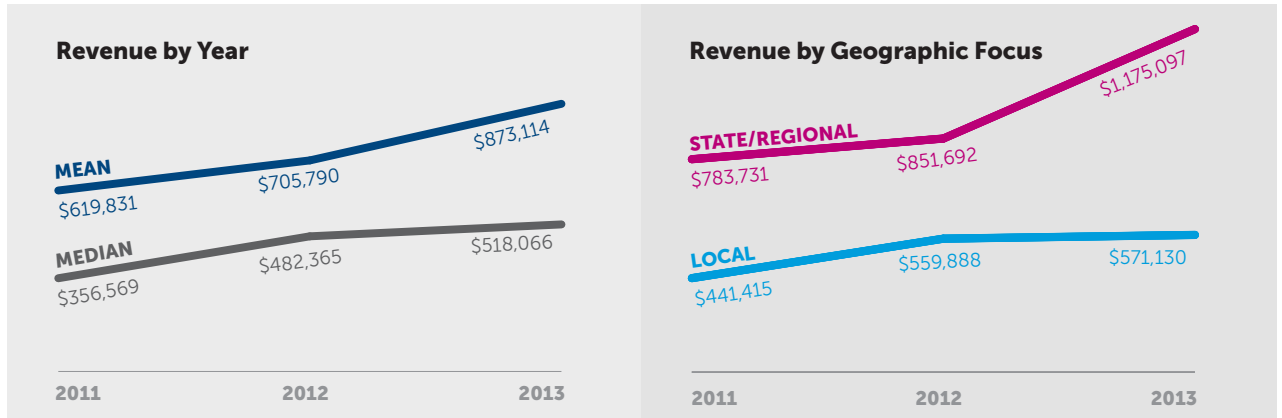 Revenue by Year
MEAN
$619,831
$705,790
$873,114
MEDIAN
$356,569
$482,365
$518,066
2011 2012 2013
Revenue by Geographic Focus
STATE/REGIONAL
$783,731
$851,692
$1,175,097
LOCAL
$441,415
$559,888
$571,130
2011 2012 2013